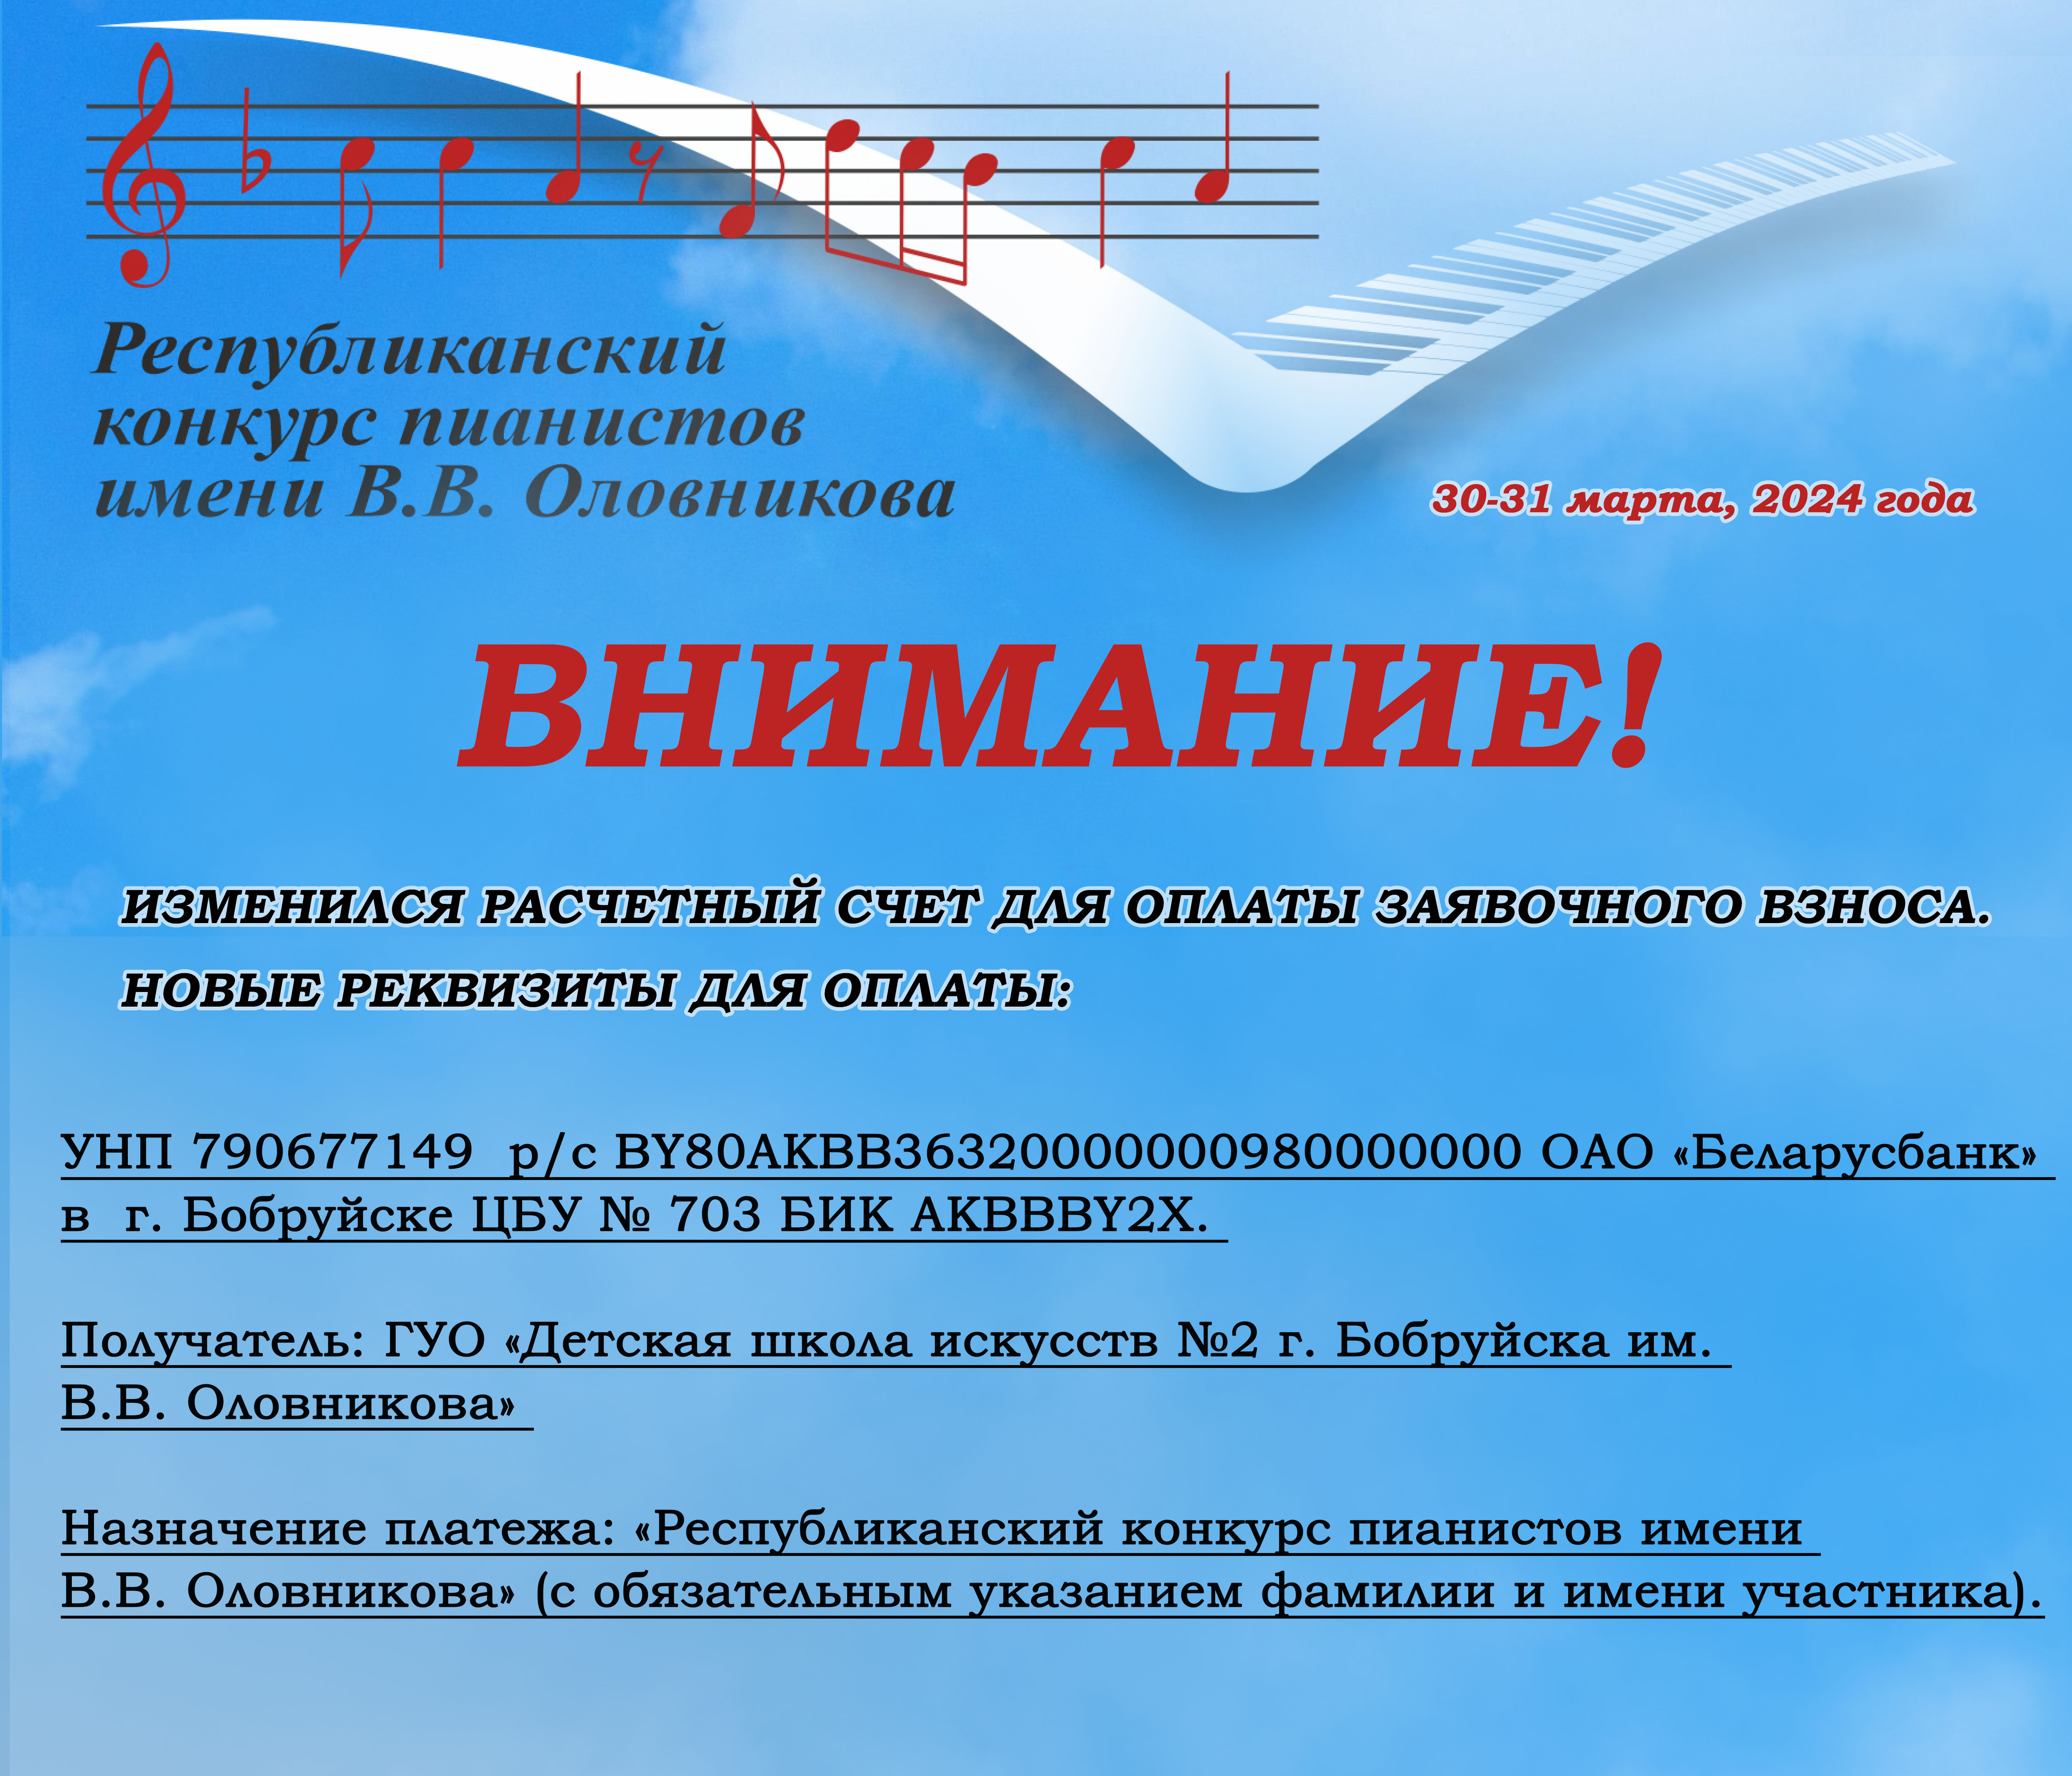 Республиканский
конкурс пианистов
имени В.В. Оловникова
30-31 марта, 2024 года
ВНИМАНИЕ!
ИЗМЕНИЛСЯ РАСЧЕТНЫЙ СЧЕТ ДЛЯ ОПЛАТЫ ЗАЯВОЧНОГО ВЗНОСА.
НОВЫЕ РЕКВИЗИТЫ ДЛЯ ОПЛАТЫ:
УНП 790677149 р/с BY80AKBB36320000000980000000 ОАО «Беларусбанк»
в г. Бобруйске ЦБУ № 703 БИК AKBBBY2X.
Получатель: ГУО «Детская школа искусств №2 г. Бобруйска им.
В.В. Оловникова»
Назначение платежа: «Республиканский конкурс пианистов имени
В.В. Оловникова» (с обязательным указанием фамилии и имени участника).